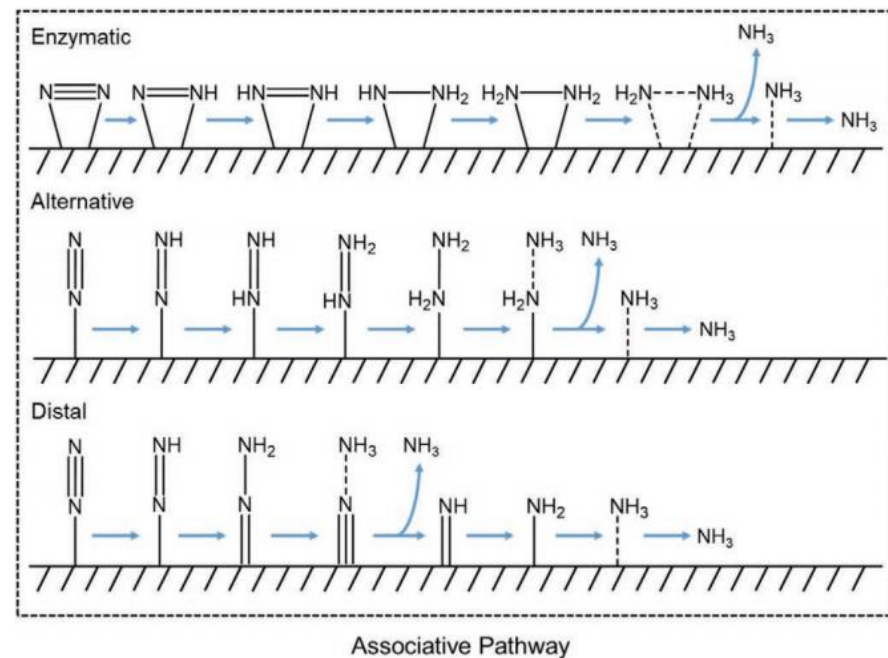 Enzymatic
NH₃
N N N NH HN NH HN NH₂ H₂N NH₂ H₂N NH₃ NH₃
NH₃
Alternative
N NH NH NH₂ NH₂ NH₃ NH₃
N N HN HN H₂N H₂N NH₃
NH₃
Distal
N NH NH₂ NH₃ NH₃
N N N N NH NH₂ NH₃
NH₃
Associative Pathway